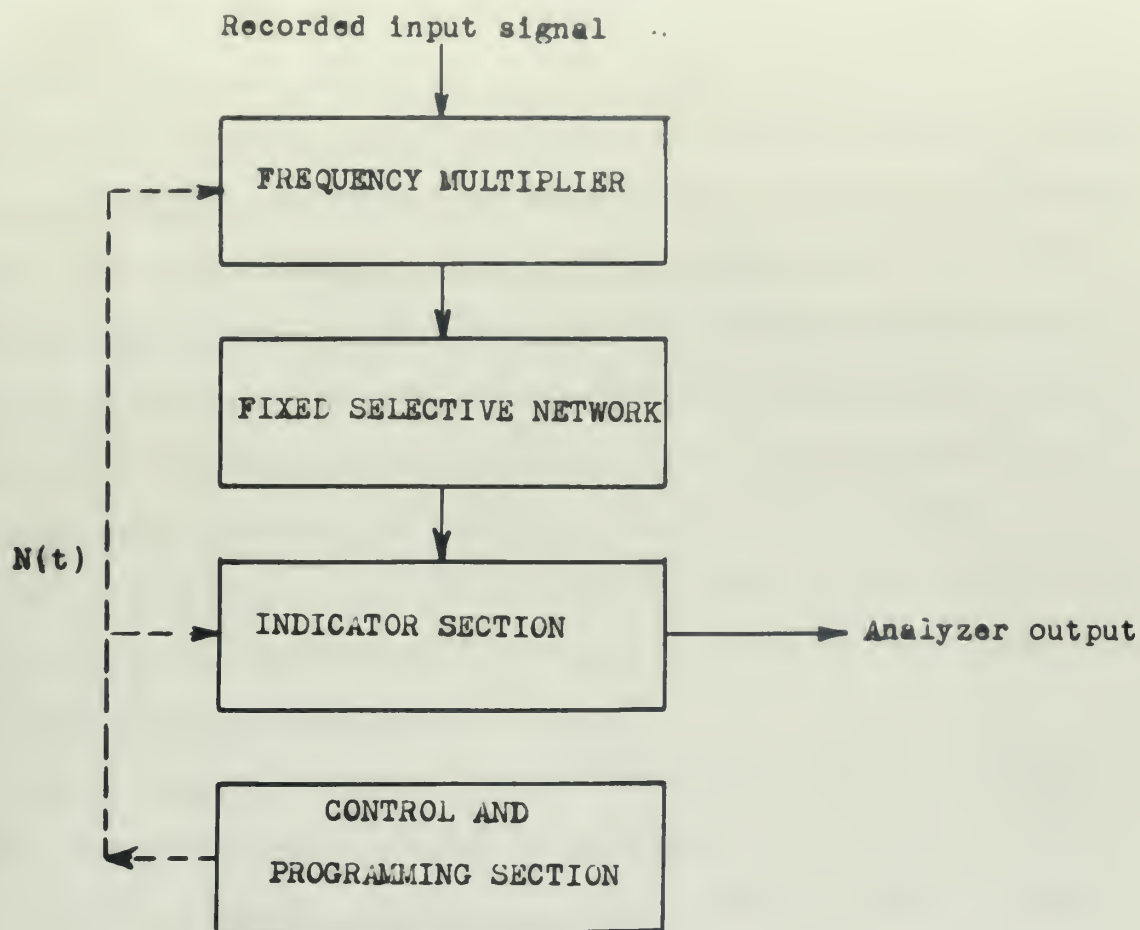 Recorded input signal
FREQUENCY MULTIPLIER
FIXED SELECTIVE NETWORK
N(t)
INDICATOR SECTION
Analyzer output
CONTROL AND
PROGRAMMING SECTION